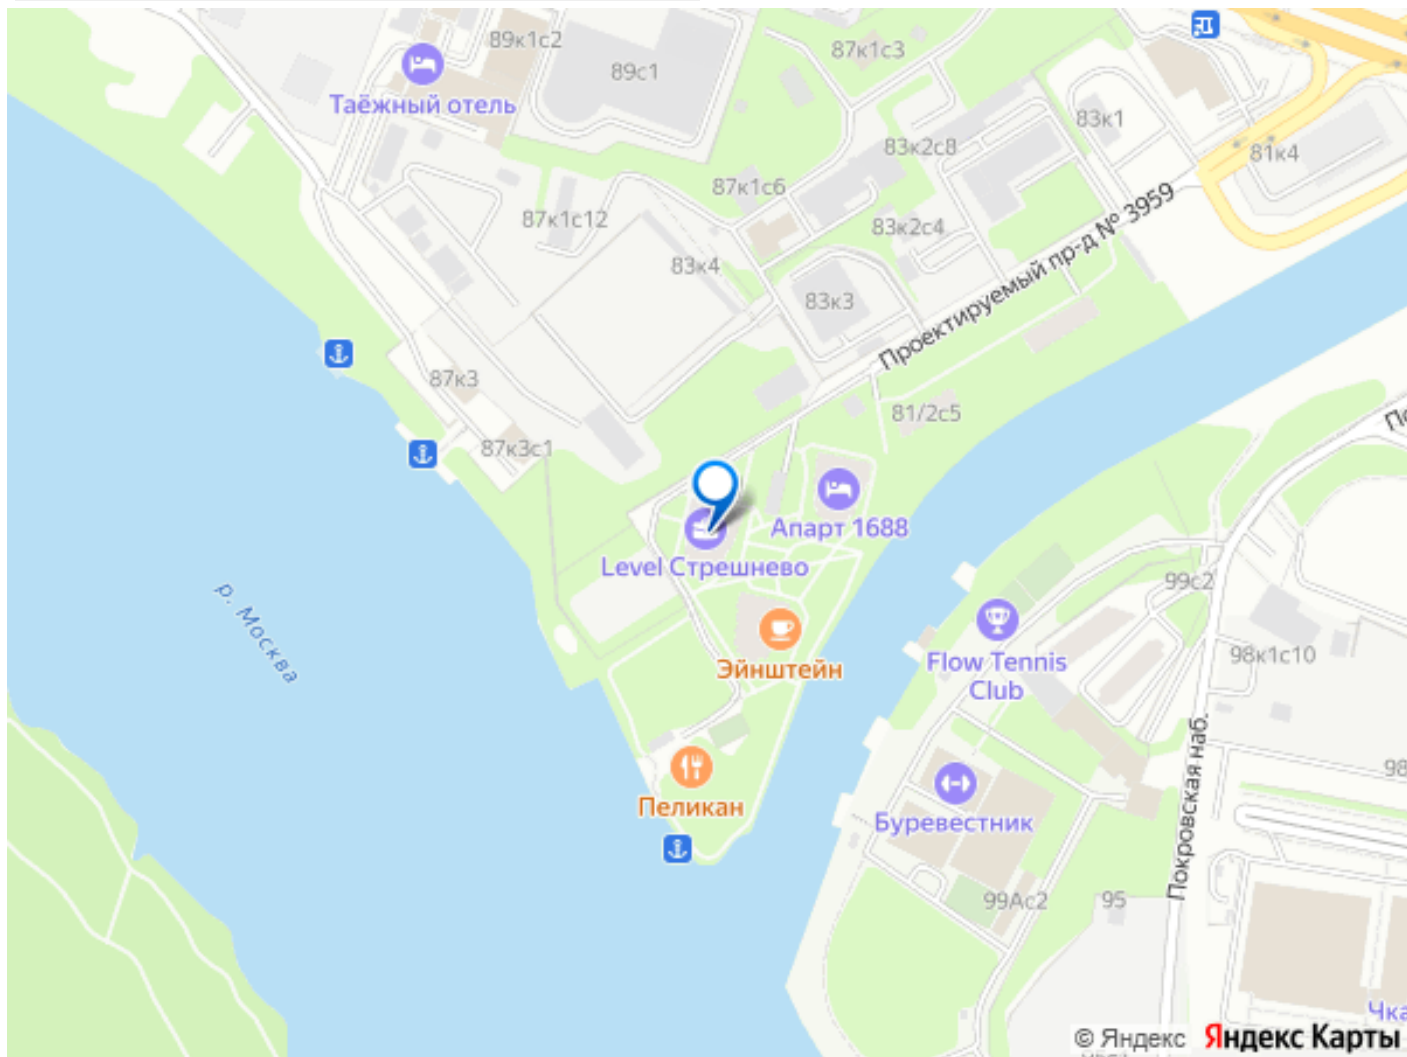 89к1с2
87к1с3
89с1
Таёжный отель
83к1
83к2с8
81к4
87к1с6
87к1с12
83к2с4
Проектируемый пр-д № 3959
83к4
83к3
87к3
81/2с5
87к3с1
Апарт 1688
Level Стрешнево
р. Москва
99с2
Эйнштейн
Flow Tennis
Club
98к1с10
Покровская наб.
98
Пеликан
Буревестник
99Ас2
95
Чка
© Яндекс Яндекс Карты